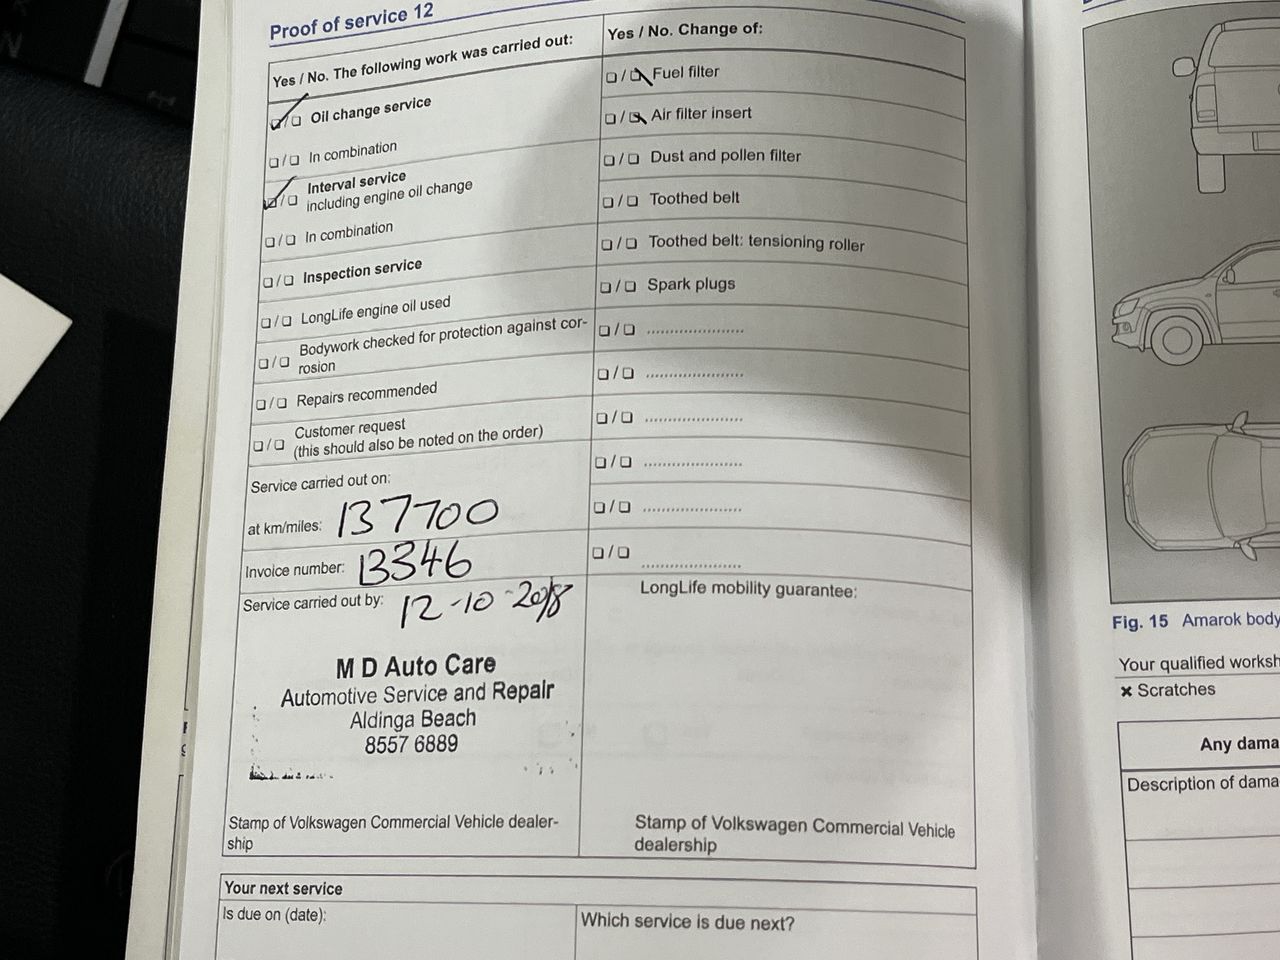 Proof of service 12
Yes / No. The following work was carried out:
☑/☐ Oil change service
☐/☐ In combination
☑/☐ Interval service
including engine oil change
☐/☐ In combination
☐/☐ Inspection service
☐/☐ LongLife engine oil used
☐/☐ Bodywork checked for protection against cor-
rosion
☐/☐ Repairs recommended
☐/☐ Customer request
(this should also be noted on the order)
Service carried out on:
at km/miles: 137700
Invoice number: 13346
Service carried out by: 12-10-2018
M D Auto Care
Automotive Service and Repair
Aldinga Beach
8557 6889
Stamp of Volkswagen Commercial Vehicle dealer-
ship
Yes / No. Change of:
☐/☑ Fuel filter
☐/☑ Air filter insert
☐/☐ Dust and pollen filter
☐/☐ Toothed belt
☐/☐ Toothed belt: tensioning roller
☐/☐ Spark plugs
☐/☐ ......................
☐/☐ ......................
☐/☐ ......................
☐/☐ ......................
☐/☐ ......................
☐/☐ ......................
LongLife mobility guarantee:
Stamp of Volkswagen Commercial Vehicle
dealership
Your next service
Is due on (date):
Which service is due next?
Fig. 15 Amarok body
Your qualified worksh
× Scratches
Any dama
Description of dama